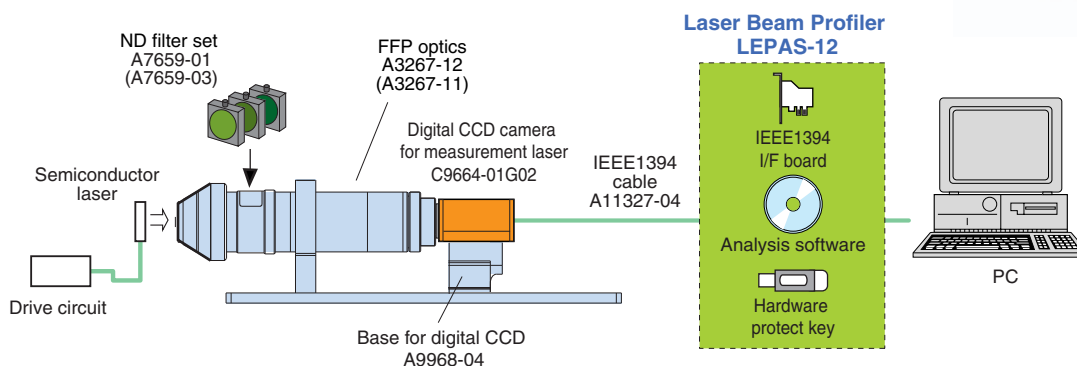 Laser Beam Profiler
LEPAS-12
ND filter set
A7659-01
(A7659-03)
FFP optics
A3267-12
(A3267-11)
Digital CCD camera
for measurement laser
C9664-01G02
Semiconductor
laser
IEEE1394
cable
A11327-04
IEEE1394
I/F board
Analysis software
Hardware
protect key
PC
Drive circuit
Base for digital CCD
A9968-04